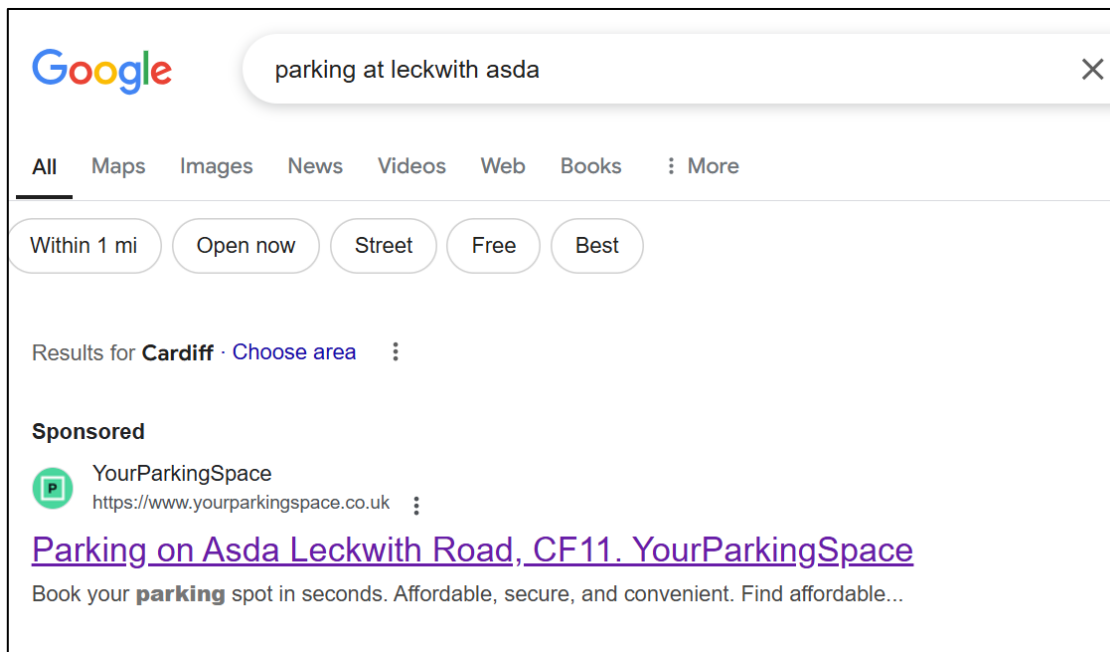 Google
parking at leckwith asda
All Maps Images News Videos Web Books More
Within 1 mi Open now Street Free Best
Results for Cardiff · Choose area
Sponsored
P
YourParkingSpace
https://www.yourparkingspace.co.uk
Parking on Asda Leckwith Road, CF11. YourParkingSpace
Book your parking spot in seconds. Affordable, secure, and convenient. Find affordable...